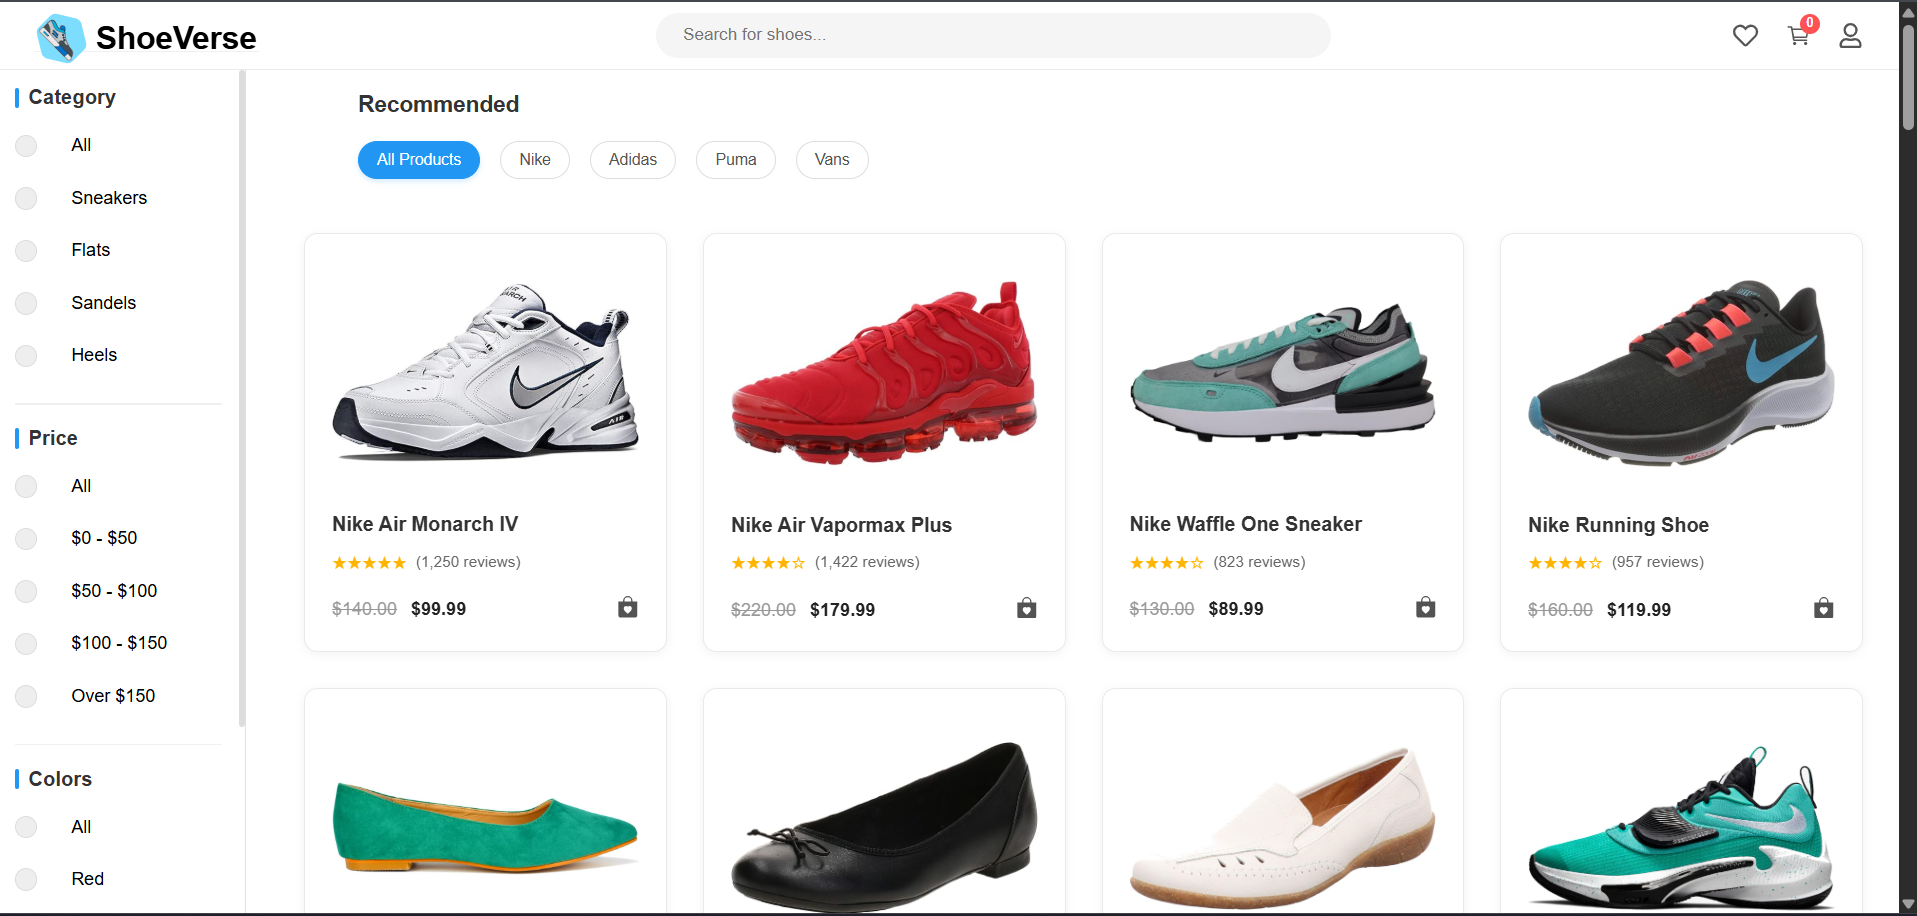 ShoeVerse
Search for shoes...
0
Category
All
Sneakers
Flats
Sandels
Heels
Price
All
$0 - $50
$50 - $100
$100 - $150
Over $150
Colors
All
Red
Recommended
All Products
Nike
Adidas
Puma
Vans
AIR
MONARCH
AIR
Nike Air Monarch IV
(1,250 reviews)
$140.00 $99.99
Nike Air Vapormax Plus
(1,422 reviews)
$220.00 $179.99
Nike Waffle One Sneaker
(823 reviews)
$130.00 $89.99
Nike Running Shoe
(957 reviews)
$160.00 $119.99